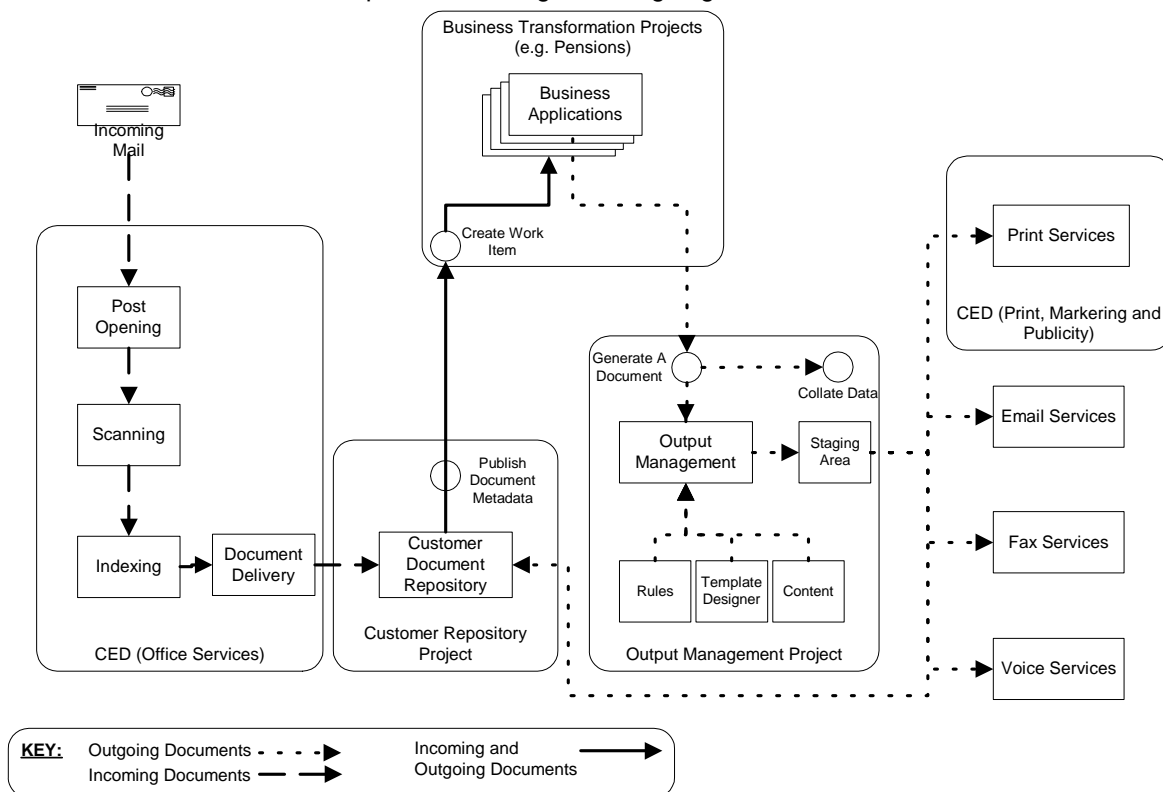 Business Transformation Projects
(e.g. Pensions)
Business
Applications
Incoming
Mail
Create Work
Item
Print Services
CED (Print, Markering and
Publicity)
Post
Opening
Scanning
Indexing
Document
Delivery
CED (Office Services)
Publish
Document
Metadata
Customer
Document
Repository
Customer Repository
Project
Generate A
Document
Collate Data
Output
Management
Staging
Area
Rules
Template
Designer
Content
Output Management Project
Email Services
Fax Services
Voice Services
KEY:
Outgoing Documents
Incoming Documents
Incoming and
Outgoing Documents